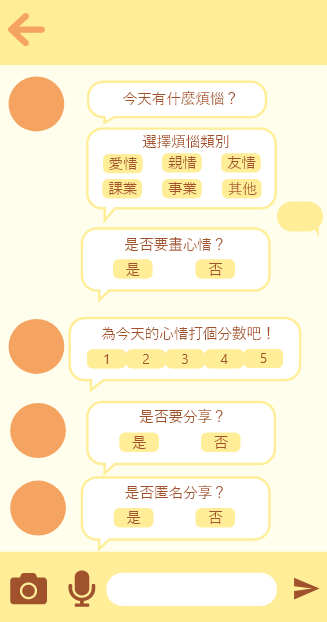 今天有什麼煩惱？
選擇煩惱類別
愛情 親情 友情
課業 事業 其他
是否要畫心情？
是 否
為今天的心情打個分數吧！
1 2 3 4 5
是否要分享？
是 否
是否匿名分享？
是 否